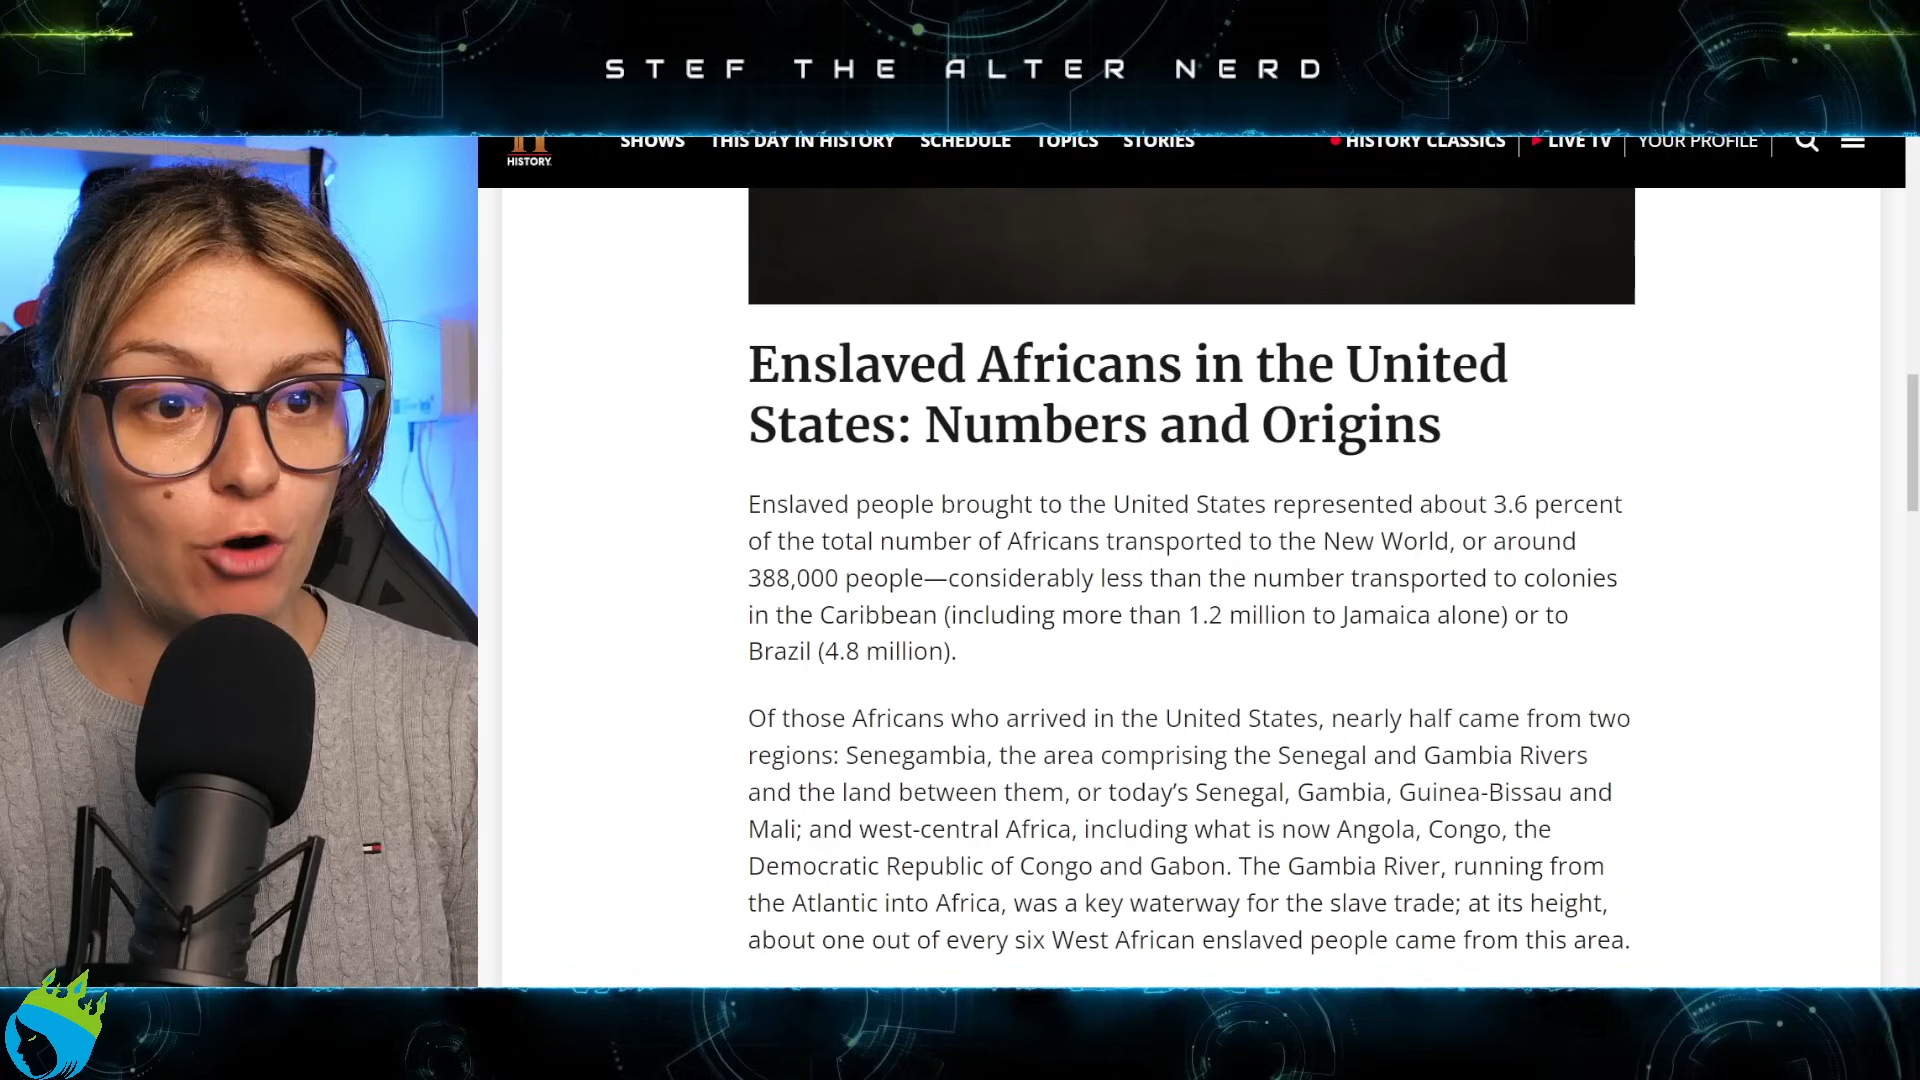 STEF THE ALTER NERD
HISTORY
SHOWS THIS DAY IN HISTORY SCHEDULE TOPICS STORIES HISTORY CLASSICS LIVE TV YOUR PROFILE
Enslaved Africans in the United
States: Numbers and Origins
Enslaved people brought to the United States represented about 3.6 percent
of the total number of Africans transported to the New World, or around
388,000 people—considerably less than the number transported to colonies
in the Caribbean (including more than 1.2 million to Jamaica alone) or to
Brazil (4.8 million).
Of those Africans who arrived in the United States, nearly half came from two
regions: Senegambia, the area comprising the Senegal and Gambia Rivers
and the land between them, or today’s Senegal, Gambia, Guinea-Bissau and
Mali; and west-central Africa, including what is now Angola, Congo, the
Democratic Republic of Congo and Gabon. The Gambia River, running from
the Atlantic into Africa, was a key waterway for the slave trade; at its height,
about one out of every six West African enslaved people came from this area.